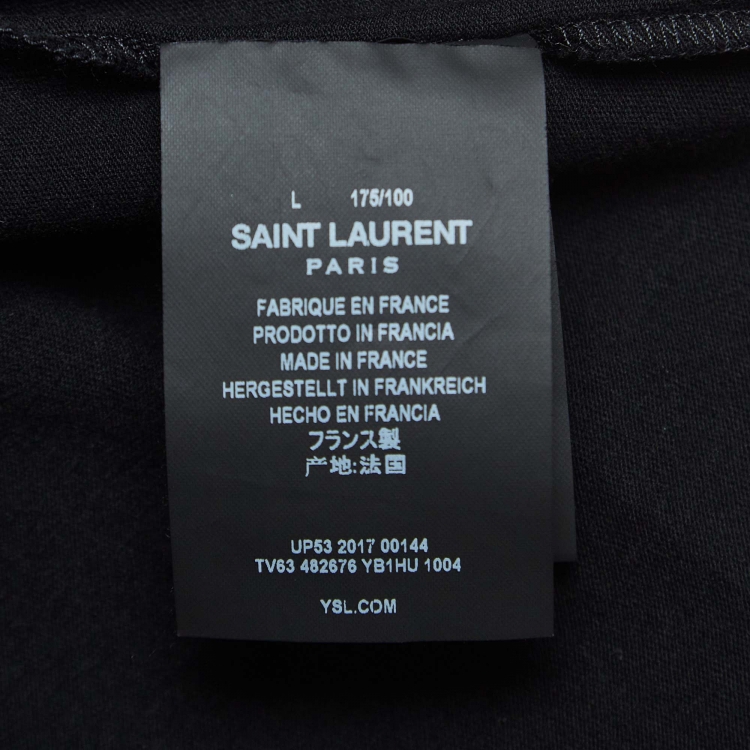 L 175/100
SAINT LAURENT
PARIS
FABRIQUE EN FRANCE
PRODOTTO IN FRANCIA
MADE IN FRANCE
HERGESTELLT IN FRANKREICH
HECHO EN FRANCIA
フランス製
产地:法国
UP53 2017 00144
TV63 482676 YB1HU 1004
YSL.COM